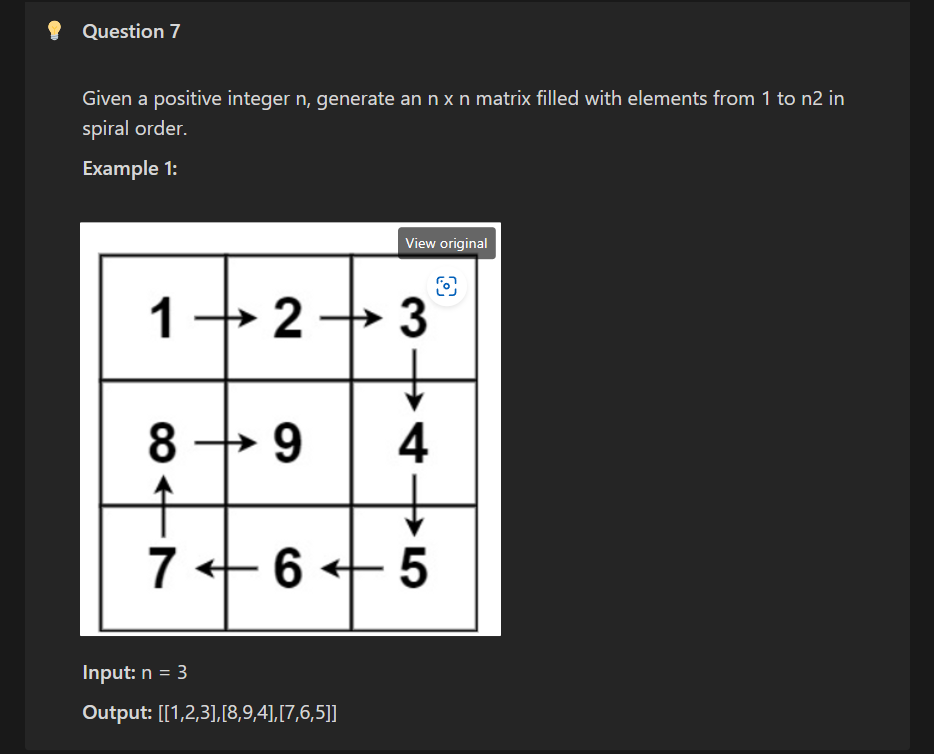 Question 7
Given a positive integer n, generate an n x n matrix filled with elements from 1 to n2 in
spiral order.
Example 1:
View original
1 2 3
8 9 4
7 6 5
Input: n = 3
Output: [[1,2,3],[8,9,4],[7,6,5]]